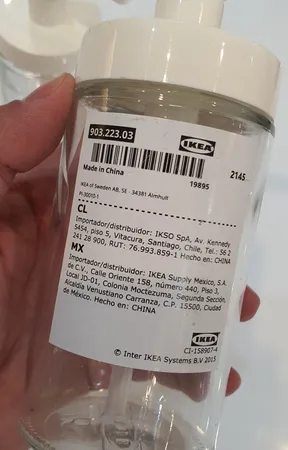 903.223.03
IKEA
Made in China
19895
2145
IKEA of Sweden AB, SE - 34381 Älmhult
CL
Importador/distribuidor: IKSO SpA, Av. Kennedy
5454, piso 5, Vitacura, Santiago, Chile, Tel.: 56 2
241 28 900, RUT: 76.993.859-1 Hecho en: CHINA
MX
Importador/distribuidor: IKEA Supply Mexico, S.A.
de C.V., Calle Oriente 158, número 440, Piso 3,
Local JD-01, Colonia Moctezuma, Segunda Sección,
Alcaldía Venustiano Carranza, C.P. 15500, Ciudad
de México. Hecho en: CHINA
IKEA
CI-158907-4
© Inter IKEA Systems B.V 2015